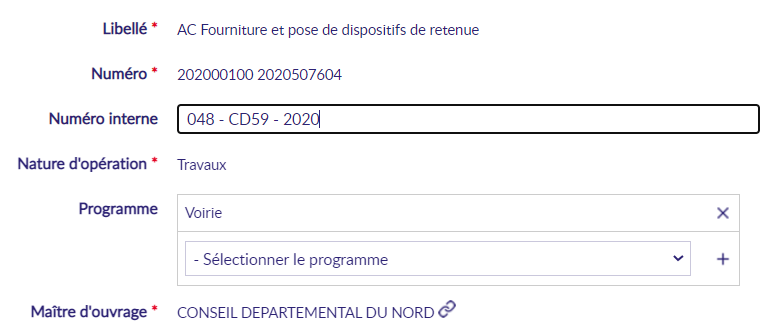 Libellé * AC Fourniture et pose de dispositifs de retenue
Numéro * 202000100 2020507604
Numéro interne 048 - CD59 - 2020
Nature d'opération * Travaux
Programme Voirie
- Sélectionner le programme
Maître d'ouvrage * CONSEIL DEPARTEMENTAL DU NORD